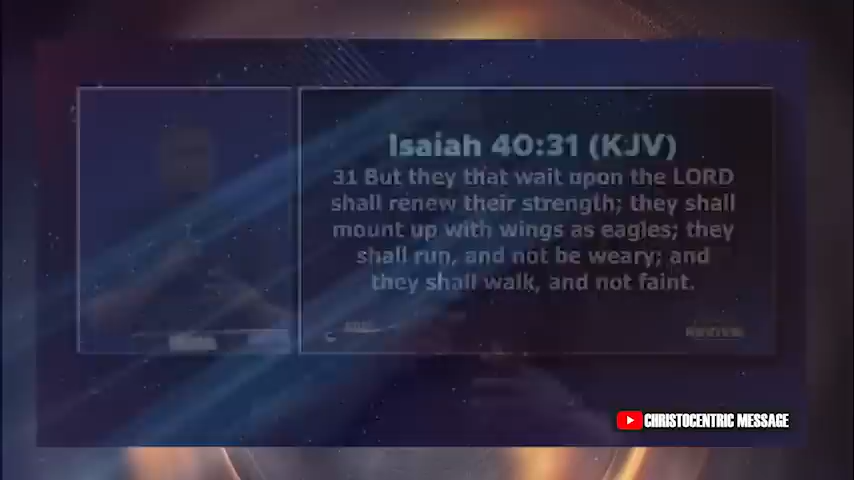 Isaiah 40:31 (KJV)
31 But they that wait upon the LORD
shall renew their strength; they shall
mount up with wings as eagles; they
shall run, and not be weary; and
they shall walk, and not faint.
CHRISTOCENTRIC MESSAGE